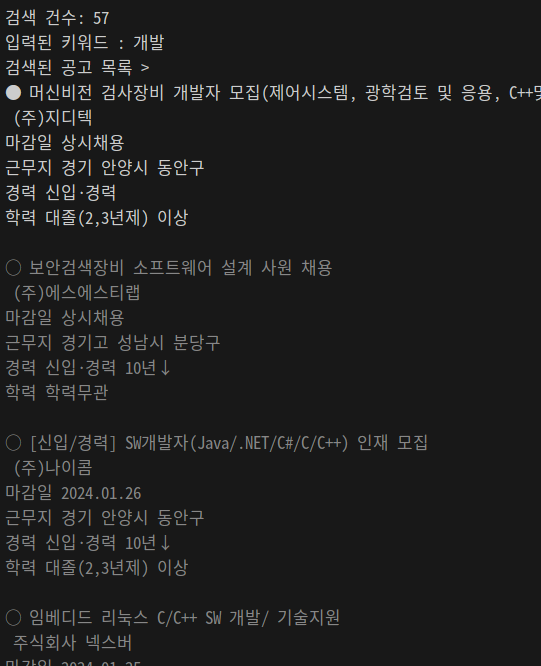 검색 건수: 57
입력된 키워드 : 개발
검색된 공고 목록 >
● 머신비전 검사장비 개발자 모집(제어시스템, 광학검토 및 응용, C++및
(주)지디텍
마감일 상시채용
근무지 경기 안양시 동안구
경력 신입·경력
학력 대졸(2,3년제) 이상
○ 보안검색장비 소프트웨어 설계 사원 채용
(주)에스에스티랩
마감일 상시채용
근무지 경기고 성남시 분당구
경력 신입·경력 10년↓
학력 학력무관
○ [신입/경력] SW개발자(Java/.NET/C#/C/C++) 인재 모집
(주)나이콤
마감일 2024.01.26
근무지 경기 안양시 동안구
경력 신입·경력 10년↓
학력 대졸(2,3년제) 이상
○ 임베디드 리눅스 C/C++ SW 개발/ 기술지원
주식회사 넥스버
마감일 2024.01.25